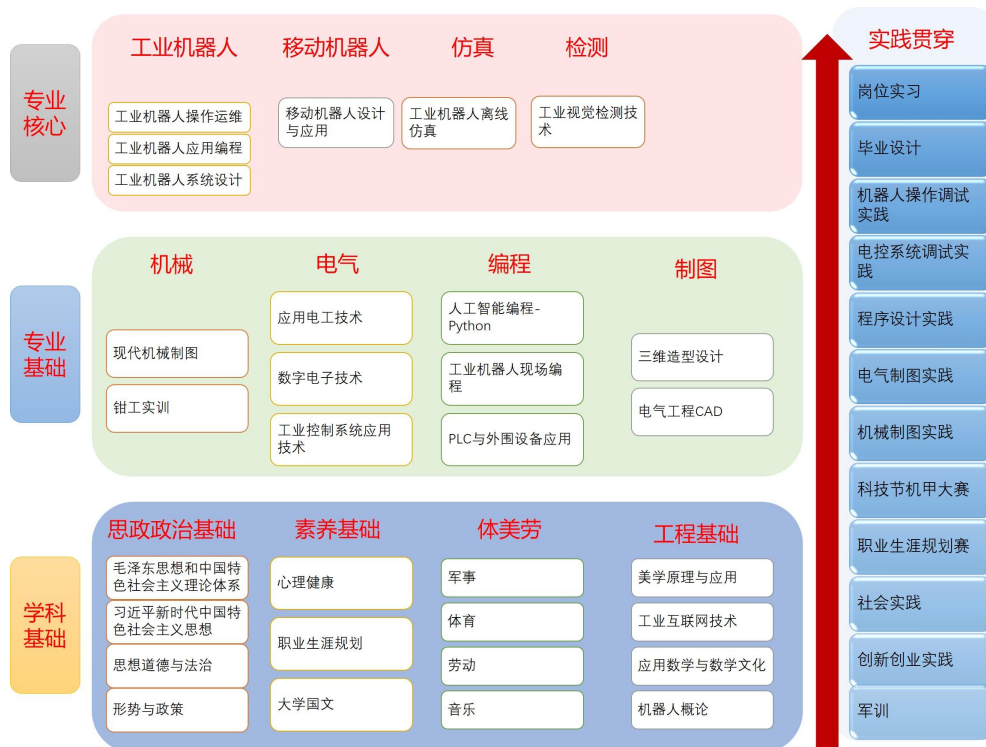 专业
核心
工业机器人
移动机器人
仿真
检测
工业机器人操作运维
工业机器人应用编程
工业机器人系统设计
移动机器人设计
与应用
工业机器人离线
仿真
工业视觉检测技
术
专业
基础
机械
电气
编程
制图
现代机械制图
钳工实训
应用电工技术
数字电子技术
工业控制系统应用
技术
人工智能编程-
Python
工业机器人现场编
程
PLC与外围设备应用
三维造型设计
电气工程CAD
学科
基础
思政政治基础
素养基础
体美劳
工程基础
毛泽东思想和中国特
色社会主义理论体系
习近平新时代中国特
色社会主义思想
思想道德与法治
形势与政策
心理健康
职业生涯规划
大学国文
军事
体育
劳动
音乐
美学原理与应用
工业互联网技术
应用数学与数学文化
机器人概论
实践贯穿
岗位实习
毕业设计
机器人操作调试
实践
电控系统调试实
践
程序设计实践
电气制图实践
机械制图实践
科技节机甲大赛
职业生涯规划赛
社会实践
创新创业实践
军训